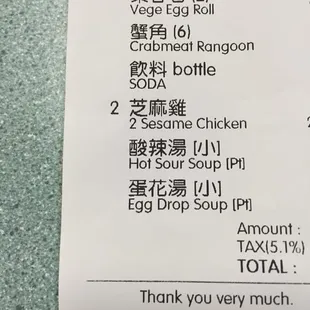 Vege Egg Roll
蟹角 (6)
Crabmeat Rangoon
飲料 bottle
SODA
2 芝麻雞
2 Sesame Chicken
酸辣湯 [小]
Hot Sour Soup [Pt]
蛋花湯 [小]
Egg Drop Soup [Pt]
Amount :
TAX(5.1%)
TOTAL :
Thank you very much.